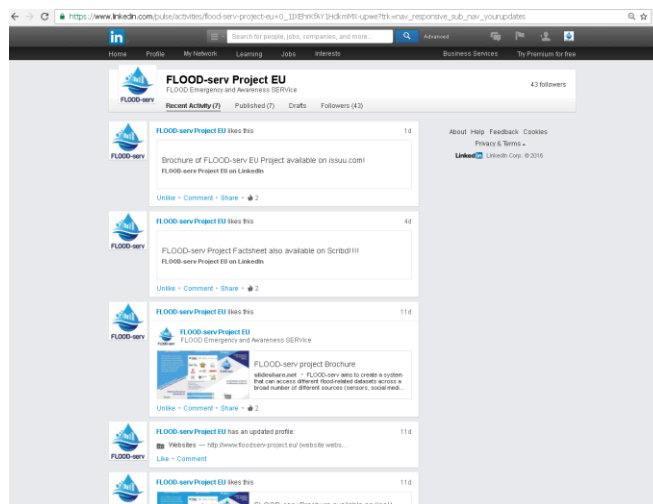 https://www.linkedin.com/pulse/activities/flood-serv-project-eu+0_1IXEhrKfAY1HdkmMX-upwe?trk=nav_responsive_sub_nav_yourupdates
in
Search for people, jobs, companies, and more...
Advanced
Home Profile My Network Learning Jobs Interests Business Services Try Premium for free
FLOOD-serv
FLOOD-serv Project EU
FLOOD Emergency and Awareness SERVice
43 followers
Recent Activity (7) Published (7) Drafts Followers (43)
FLOOD-serv
FLOOD-serv Project EU likes this 1d
Brochure of FLOOD-serv EU Project available on issuu.com!
FLOOD-serv Project EU on LinkedIn
Unlike • Comment • Share • 2
About Help Feedback Cookies
Privacy & Terms
LinkedIn LinkedIn Corp. © 2016
FLOOD-serv
FLOOD-serv Project EU likes this 4d
FLOOD-serv Project Factsheet also available on Scribd!!!!
FLOOD-serv Project EU on LinkedIn
Unlike • Comment • Share • 2
FLOOD-serv
FLOOD-serv Project EU likes this 11d
FLOOD-serv Project EU
FLOOD Emergency and Awareness SERVice
FLOOD-serv project Brochure
slideshare.net • FLOOD-serv aims to create a system
that can access different flood-related datasets across a
broad number of different sources (sensors, social medi...
Unlike • Comment • Share • 2
FLOOD-serv
FLOOD-serv Project EU has an updated profile: 11d
Websites — http://www.floodserv-project.eu/ (website webs...
Like • Comment
FLOOD-serv Project EU likes this 11d